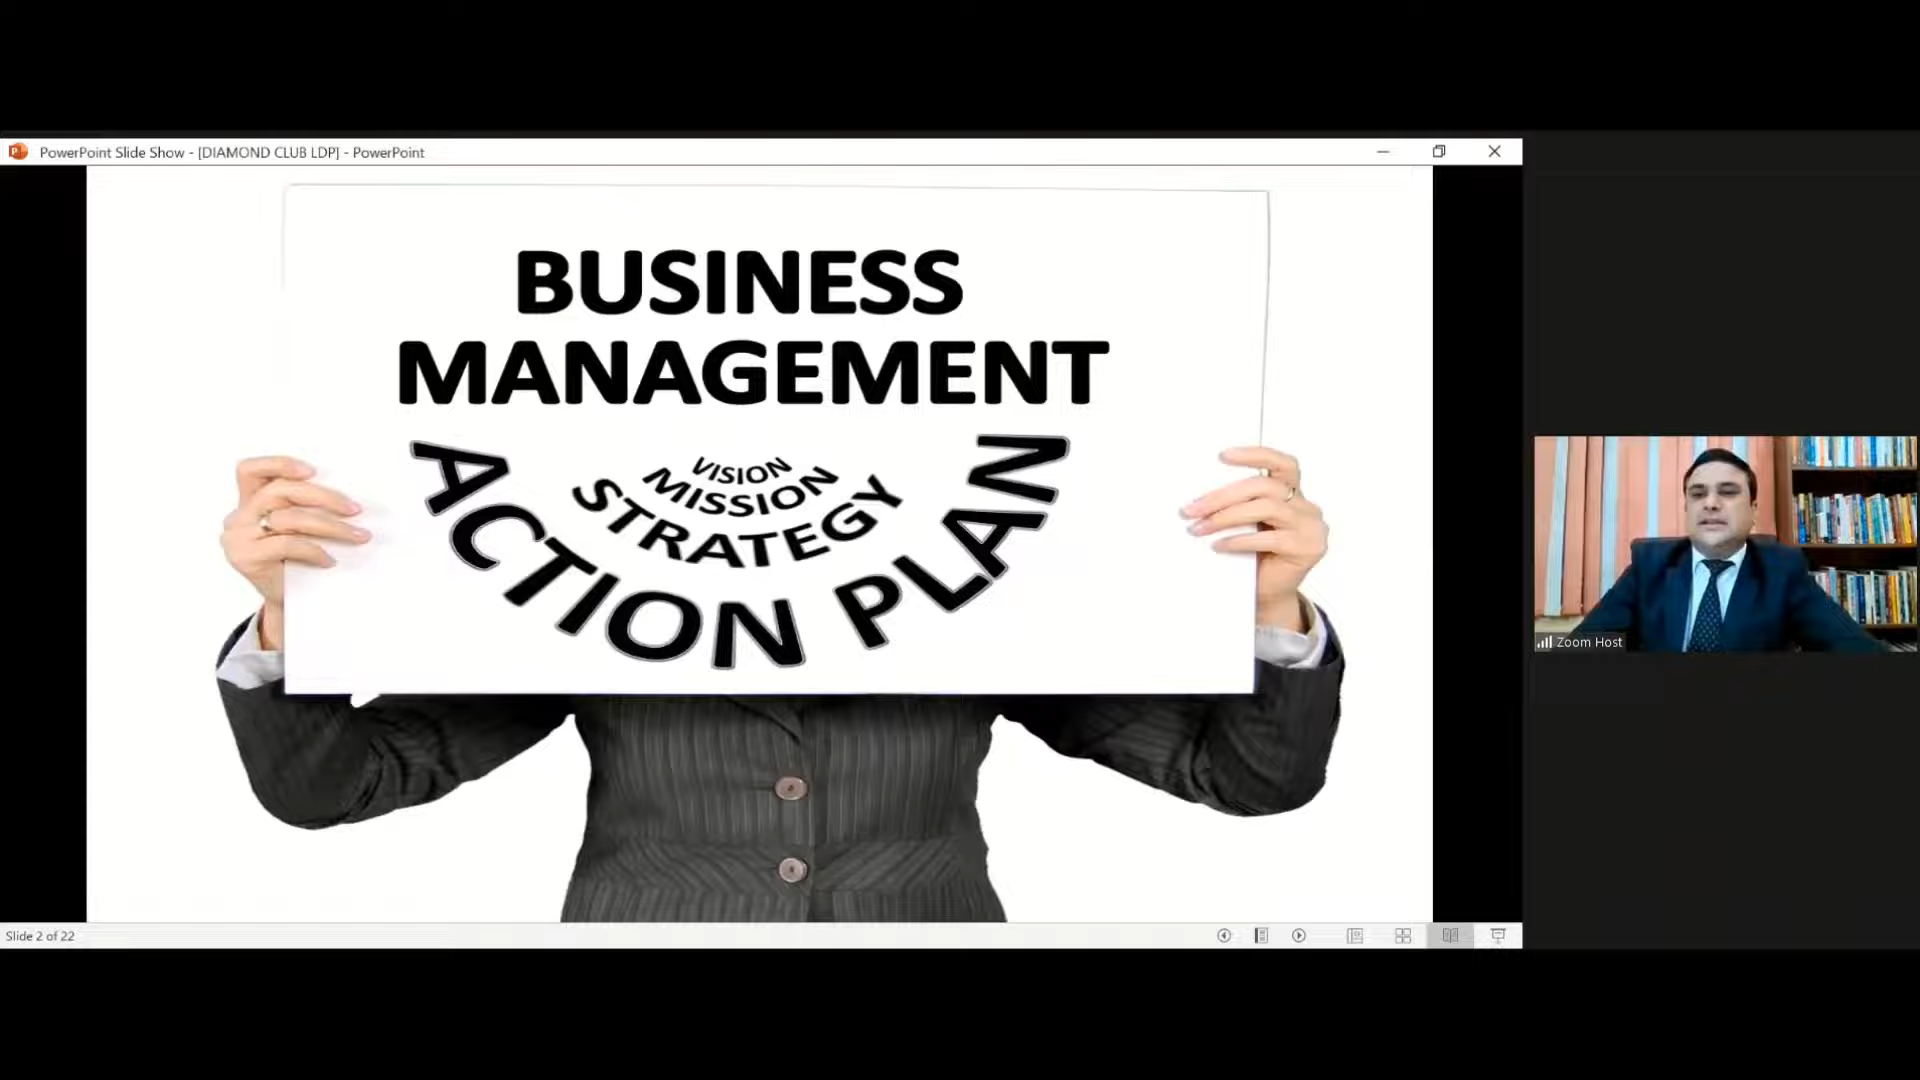 PowerPoint Slide Show - [DIAMOND CLUB LDP] - PowerPoint
BUSINESS
MANAGEMENT
VISION
MISSION
STRATEGY
ACTION PLAN
Zoom Host
Slide 2 of 22